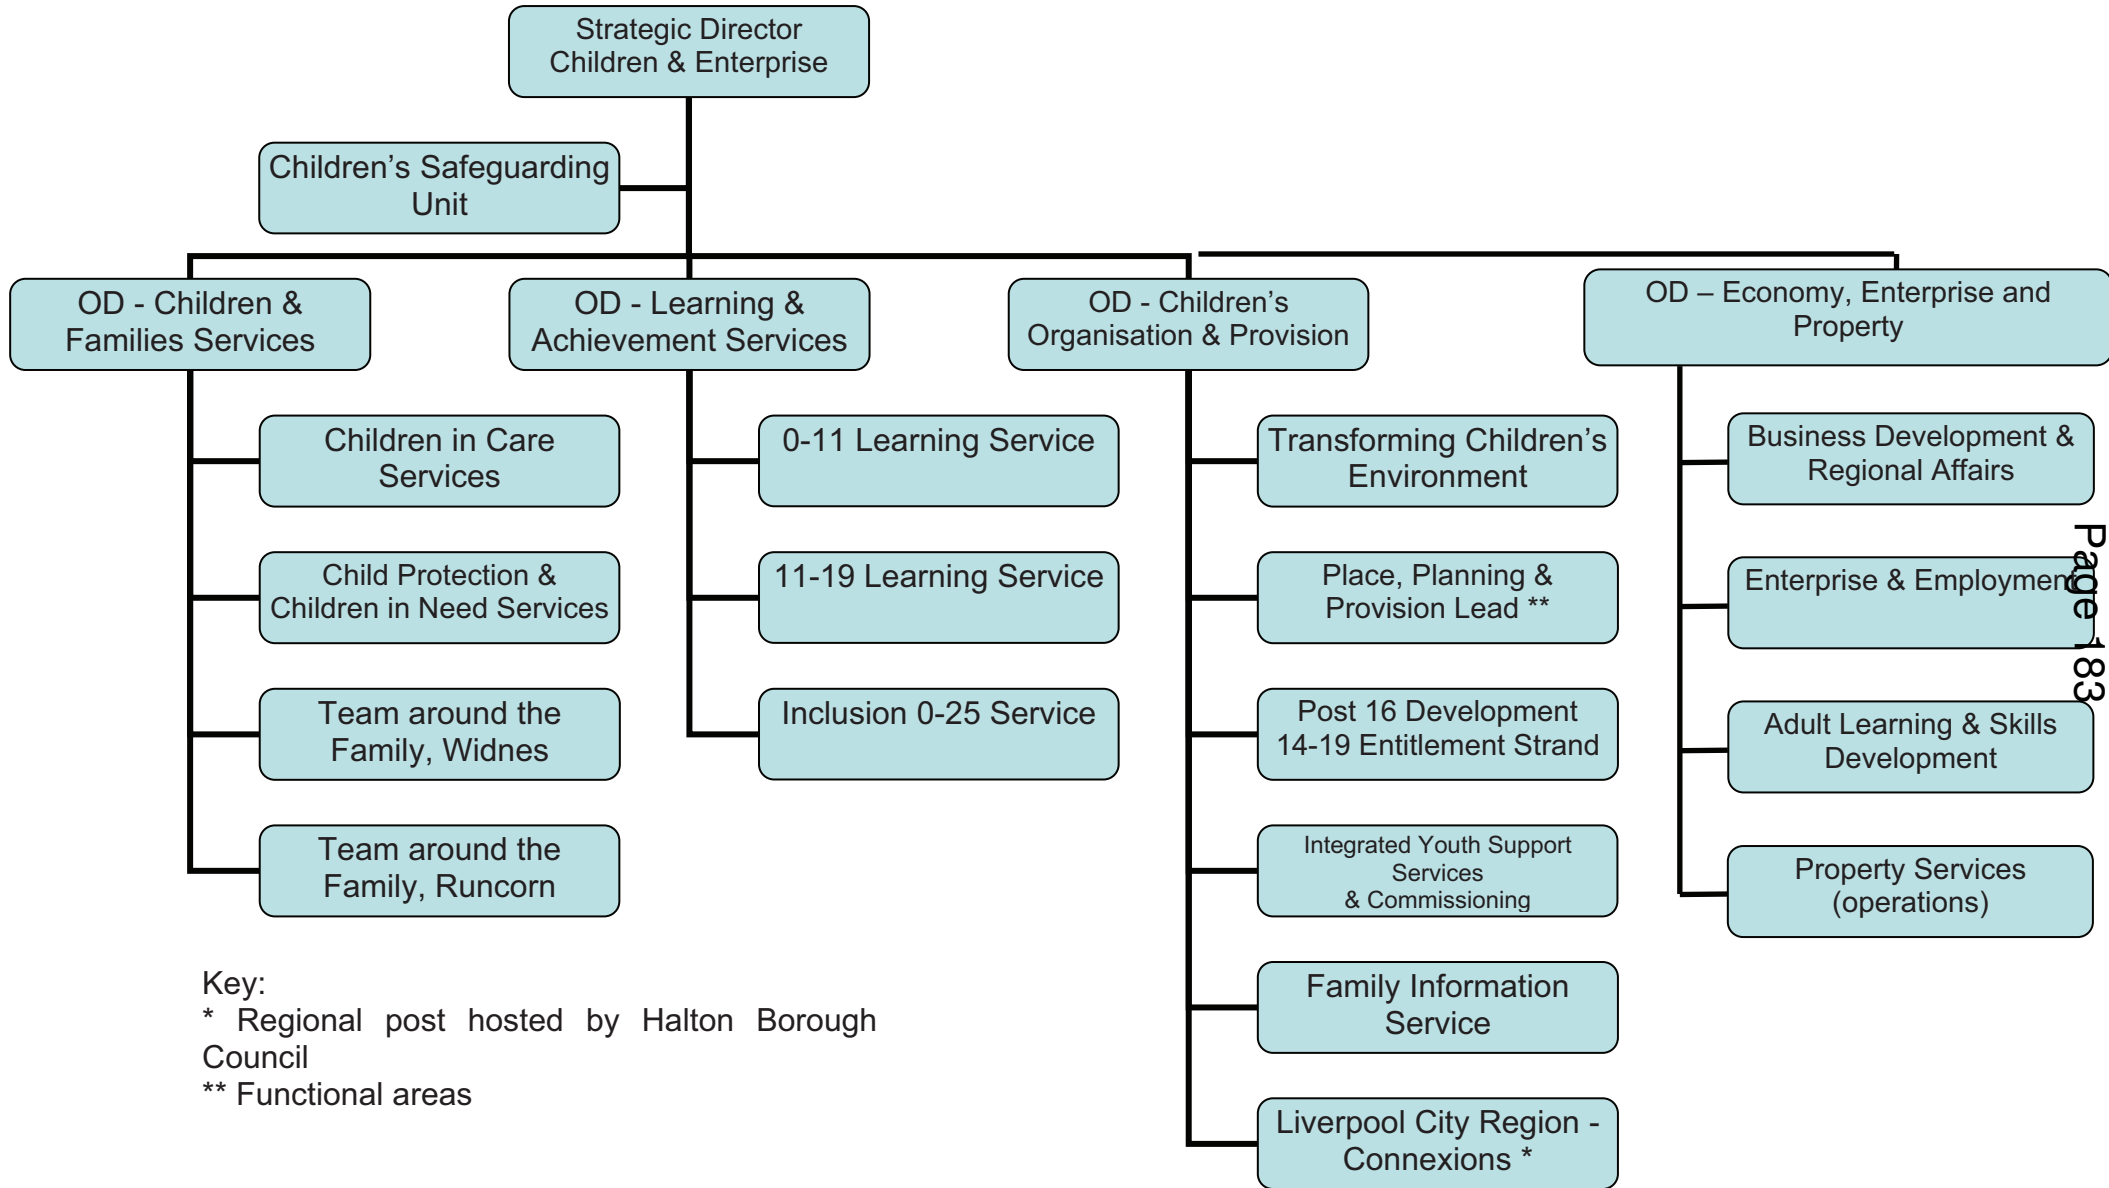 Strategic Director
Children & Enterprise
Children’s Safeguarding
Unit
OD - Children &
Families Services
OD - Learning &
Achievement Services
OD - Children’s
Organisation & Provision
OD – Economy, Enterprise and
Property
Children in Care
Services
Child Protection &
Children in Need Services
Team around the
Family, Widnes
Team around the
Family, Runcorn
0-11 Learning Service
11-19 Learning Service
Inclusion 0-25 Service
Transforming Children’s
Environment
Place, Planning &
Provision Lead **
Post 16 Development
14-19 Entitlement Strand
Integrated Youth Support
Services
& Commissioning
Family Information
Service
Liverpool City Region -
Connexions *
Business Development &
Regional Affairs
Enterprise & Employment
Adult Learning & Skills
Development
Property Services
(operations)
Page 183
Key:
* Regional post hosted by Halton Borough
Council
** Functional areas